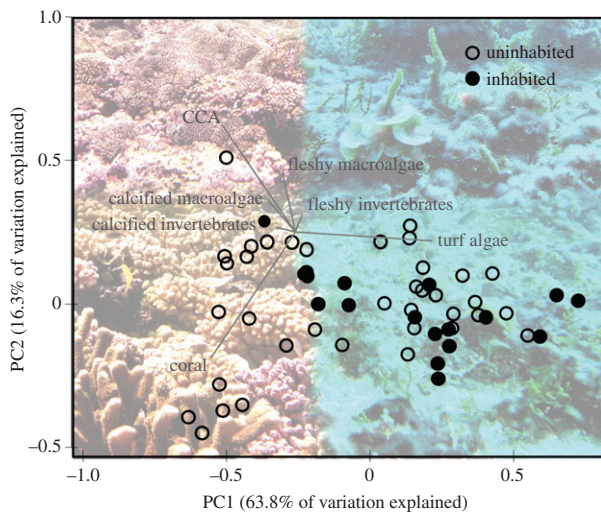 1.0
uninhabited
inhabited
CCA
0.5
fleshy macroalgae
calcified macroalgae
fleshy invertebrates
calcified invertebrates
turf algae
PC2 (16.3% of variation explained)
0
coral
–0.5
–1.0
–0.5
0
0.5
PC1 (63.8% of variation explained)